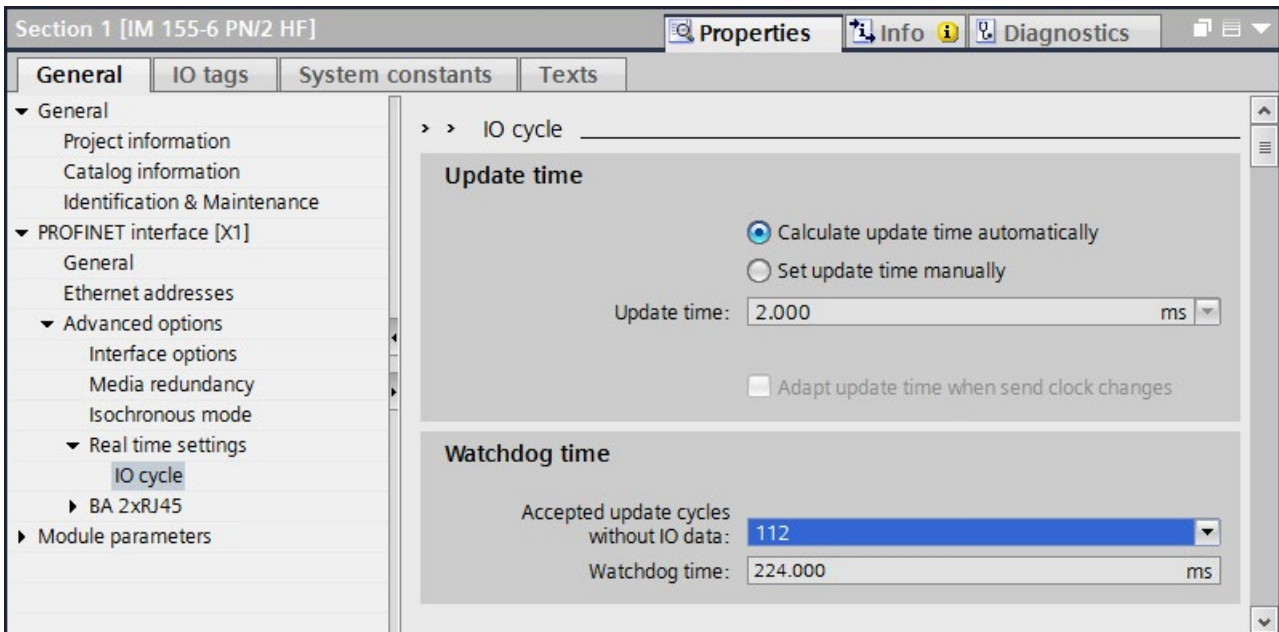 Section 1 [IM 155-6 PN/2 HF]
Properties
Info
Diagnostics
General
IO tags
System constants
Texts
General
Project information
Catalog information
Identification & Maintenance
PROFINET interface [X1]
General
Ethernet addresses
Advanced options
Interface options
Media redundancy
Isochronous mode
Real time settings
IO cycle
BA 2xRJ45
Module parameters
> > IO cycle
Update time
Calculate update time automatically
Set update time manually
Update time: 2.000 ms
Adapt update time when send clock changes
Watchdog time
Accepted update cycles
without IO data: 112
Watchdog time: 224.000 ms